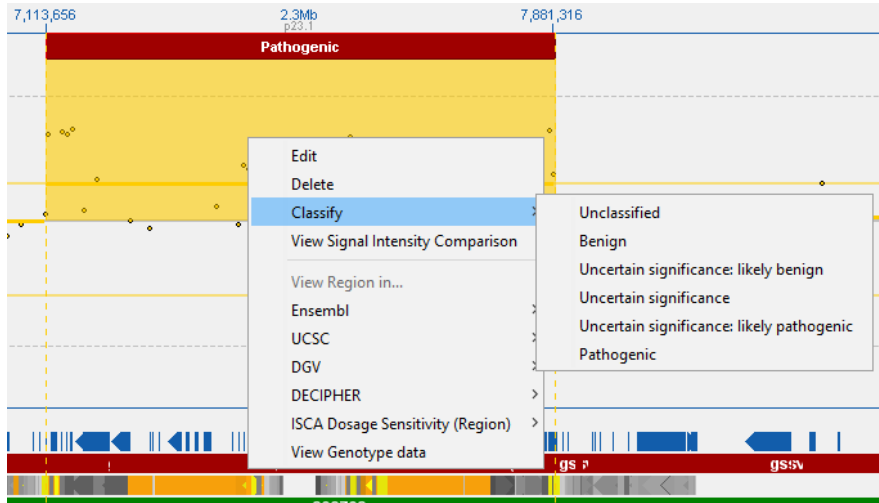 7,113,656 2.3Mb 7,881,316
p23.1
Pathogenic
Edit
Delete
Classify
View Signal Intensity Comparison
View Region in...
Ensembl
UCSC
DGV
DECIPHER
ISCA Dosage Sensitivity (Region)
View Genotype data
Unclassified
Benign
Uncertain significance: likely benign
Uncertain significance
Uncertain significance: likely pathogenic
Pathogenic